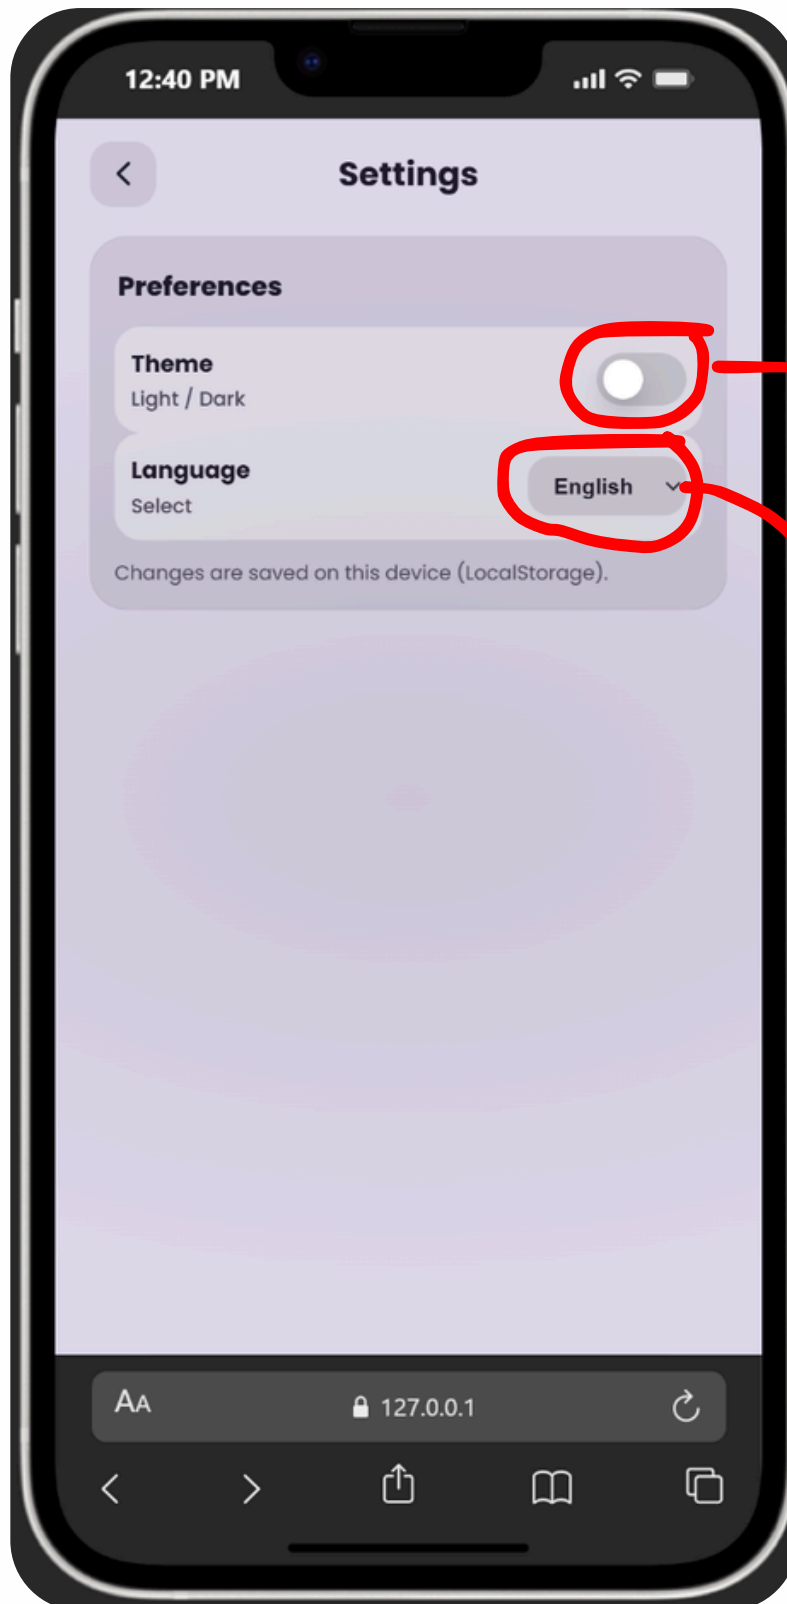 12:40 PM
Settings
Preferences
Theme
Light / Dark
Language
English
Select
Changes are saved on this device (LocalStorage).
AA
127.0.0.1